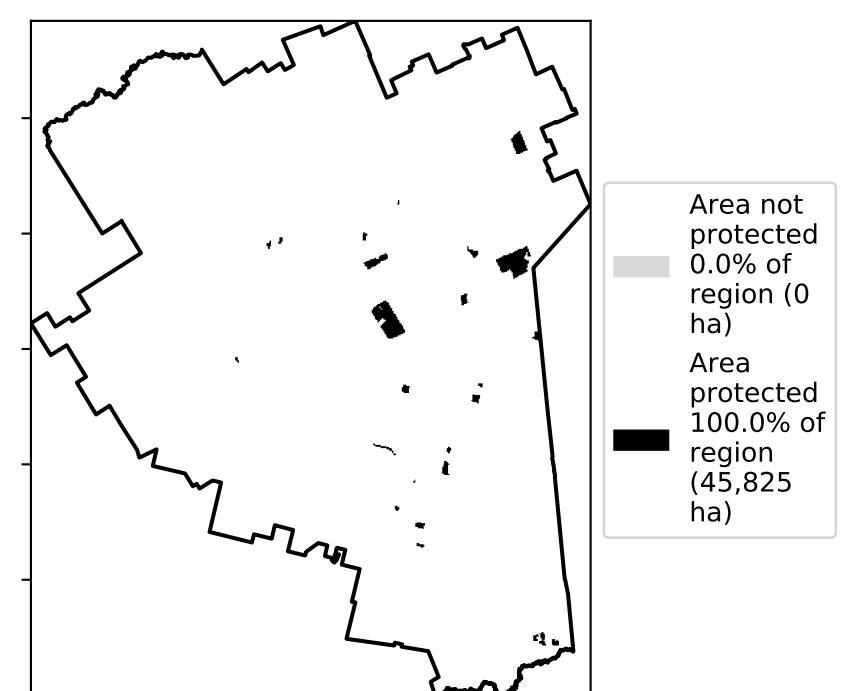 Area not
protected
0.0% of
region (0
ha)
Area
protected
100.0% of
region
(45,825
ha)